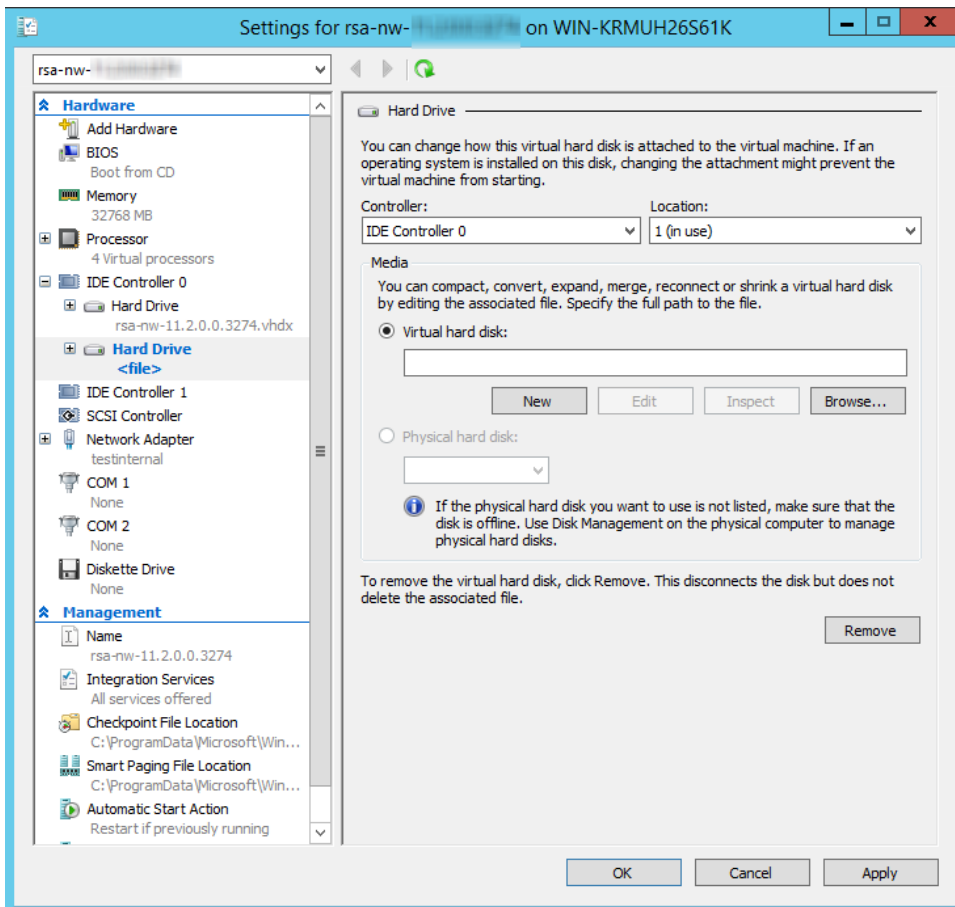 Settings for rsa-nw- on WIN-KRMUH26S61K
rsa-nw-
Hardware
Add Hardware
BIOS
Boot from CD
Memory
32768 MB
Processor
4 Virtual processors
IDE Controller 0
Hard Drive
rsa-nw-11.2.0.0.3274.vhdx
Hard Drive
<file>
IDE Controller 1
SCSI Controller
Network Adapter
testinternal
COM 1
None
COM 2
None
Diskette Drive
None
Management
Name
rsa-nw-11.2.0.0.3274
Integration Services
All services offered
Checkpoint File Location
C:\ProgramData\Microsoft\Win...
Smart Paging File Location
C:\ProgramData\Microsoft\Win...
Automatic Start Action
Restart if previously running
Hard Drive
You can change how this virtual hard disk is attached to the virtual machine. If an
operating system is installed on this disk, changing the attachment might prevent the
virtual machine from starting.
Controller: Location:
IDE Controller 0 1 (in use)
Media
You can compact, convert, expand, merge, reconnect or shrink a virtual hard disk
by editing the associated file. Specify the full path to the file.
Virtual hard disk:
New Edit Inspect Browse...
Physical hard disk:
If the physical hard disk you want to use is not listed, make sure that the
disk is offline. Use Disk Management on the physical computer to manage
physical hard disks.
To remove the virtual hard disk, click Remove. This disconnects the disk but does not
delete the associated file.
Remove
OK Cancel Apply